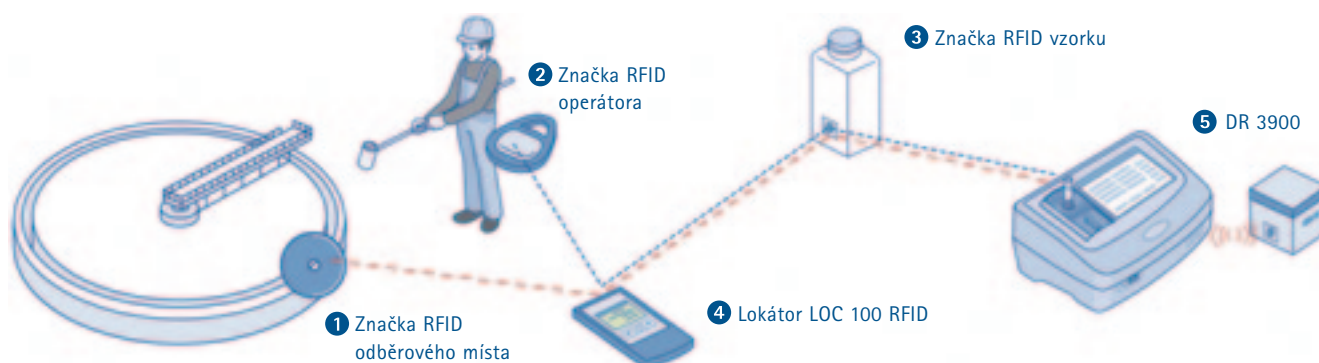 1 Značka RFID
odběrového místa
2 Značka RFID
operátora
3 Značka RFID vzorku
4 Lokátor LOC 100 RFID
5 DR 3900